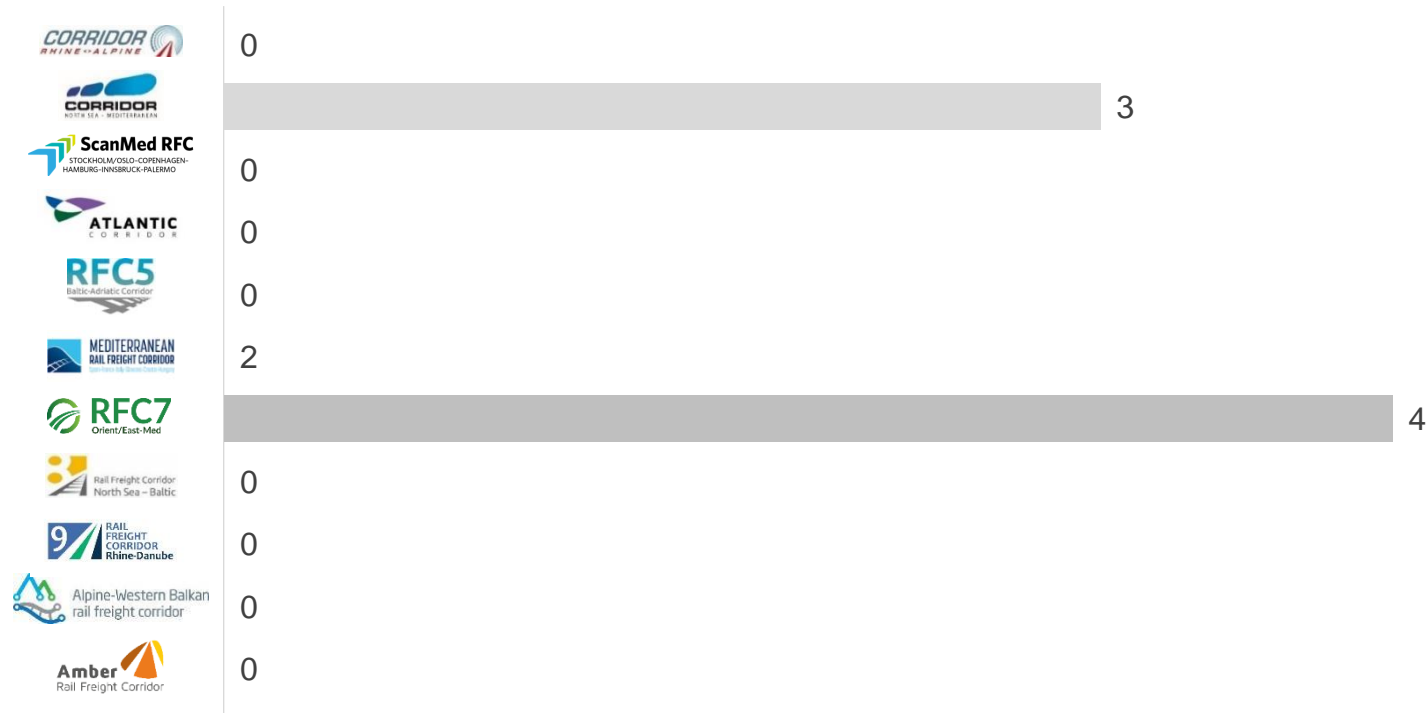 CORRIDOR
RHINE-ALPINE
0
CORRIDOR
NORTH SEA - MEDITERRANEAN
3
ScanMed RFC
STOCKHOLM/OSLO-COPENHAGEN-
HAMBURG-INNSBRUCK-PALERMO
0
ATLANTIC
CORRIDOR
0
RFC5
Baltic-Adriatic Corridor
0
MEDITERRANEAN
RAIL FREIGHT CORRIDOR
2
RFC7
Orient/East-Med
4
Rail Freight Corridor
North Sea – Baltic
0
9
RAIL
FREIGHT
CORRIDOR
Rhine-Danube
0
Alpine-Western Balkan
rail freight corridor
0
Amber
Rail Freight Corridor
0